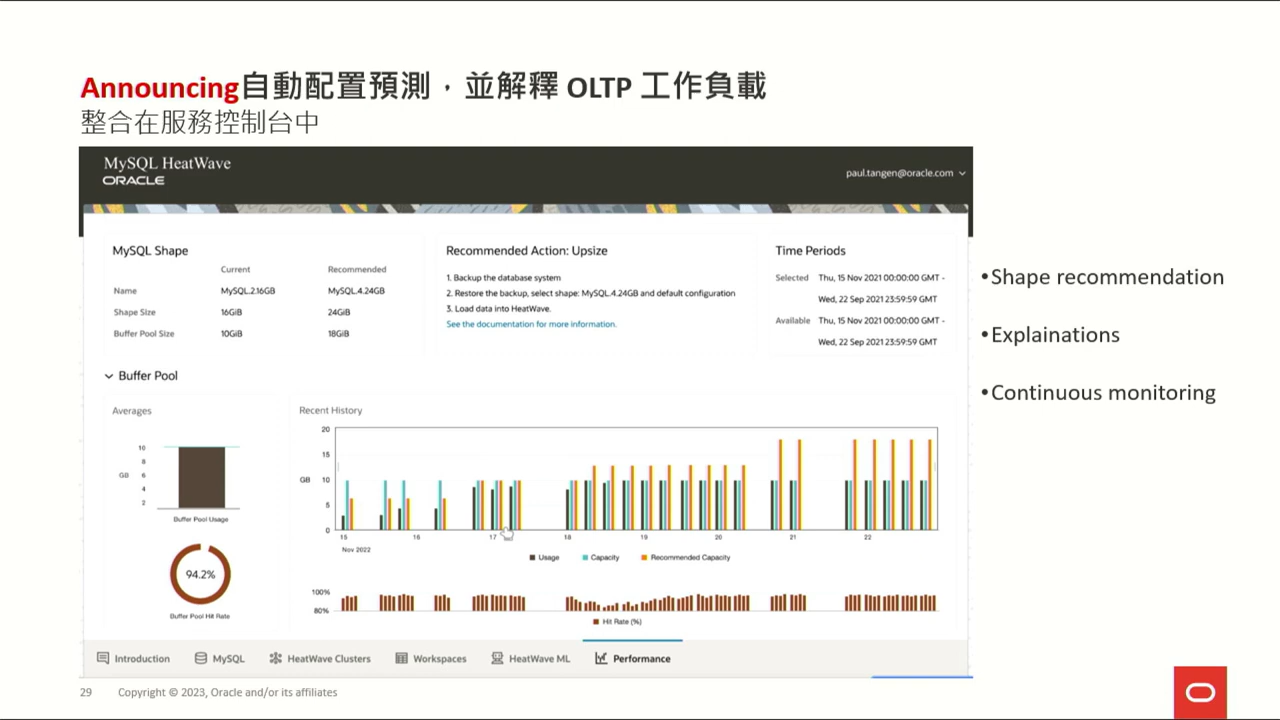 Announcing自動配置預測，並解釋 OLTP 工作負載
整合在服務控制台中
MySQL HeatWave
ORACLE
paul.tangen@oracle.com
MySQL Shape
Current Recommended
Name MySQL.2.16GB MySQL.4.24GB
Shape Size 16GiB 24GiB
Buffer Pool Size 10GiB 18GiB
Recommended Action: Upsize
1. Backup the database system
2. Restore the backup, select shape: MySQL.4.24GB and default configuration
3. Load data into HeatWave.
See the documentation for more information.
Time Periods
Selected Thu, 15 Nov 2021 00:00:00 GMT -
Wed, 22 Sep 2021 23:59:59 GMT
Available Thu, 15 Nov 2021 00:00:00 GMT -
Wed, 22 Sep 2021 23:59:59 GMT
•Shape recommendation
•Explainations
•Continuous monitoring
Buffer Pool
Averages
10
8
GB 6
4
2
Buffer Pool Usage
94.2%
Buffer Pool Hit Rate
Recent History
20
15
GB 10
5
0
15 16 17 18 19 20 21 22
Nov 2022
Usage Capacity Recommended Capacity
100%
80%
Hit Rate (%)
Introduction MySQL HeatWave Clusters Workspaces HeatWave ML Performance
29 Copyright © 2023, Oracle and/or its affiliates